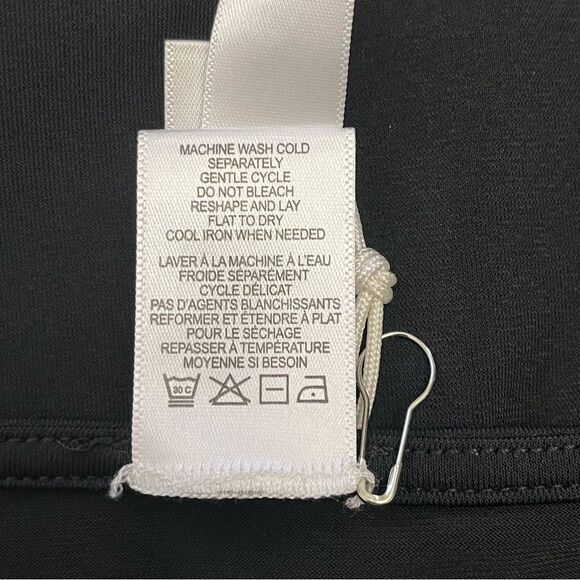 MACHINE WASH COLD
SEPARATELY
GENTLE CYCLE
DO NOT BLEACH
RESHAPE AND LAY
FLAT TO DRY
COOL IRON WHEN NEEDED
LAVER À LA MACHINE À L'EAU
FROIDE SÉPARÉMENT
CYCLE DÉLICAT
PAS D'AGENTS BLANCHISSANTS
REFORMER ET ÉTENDRE À PLAT
POUR LE SÉCHAGE
REPASSER À TEMPÉRATURE
MOYENNE SI BESOIN
30 C